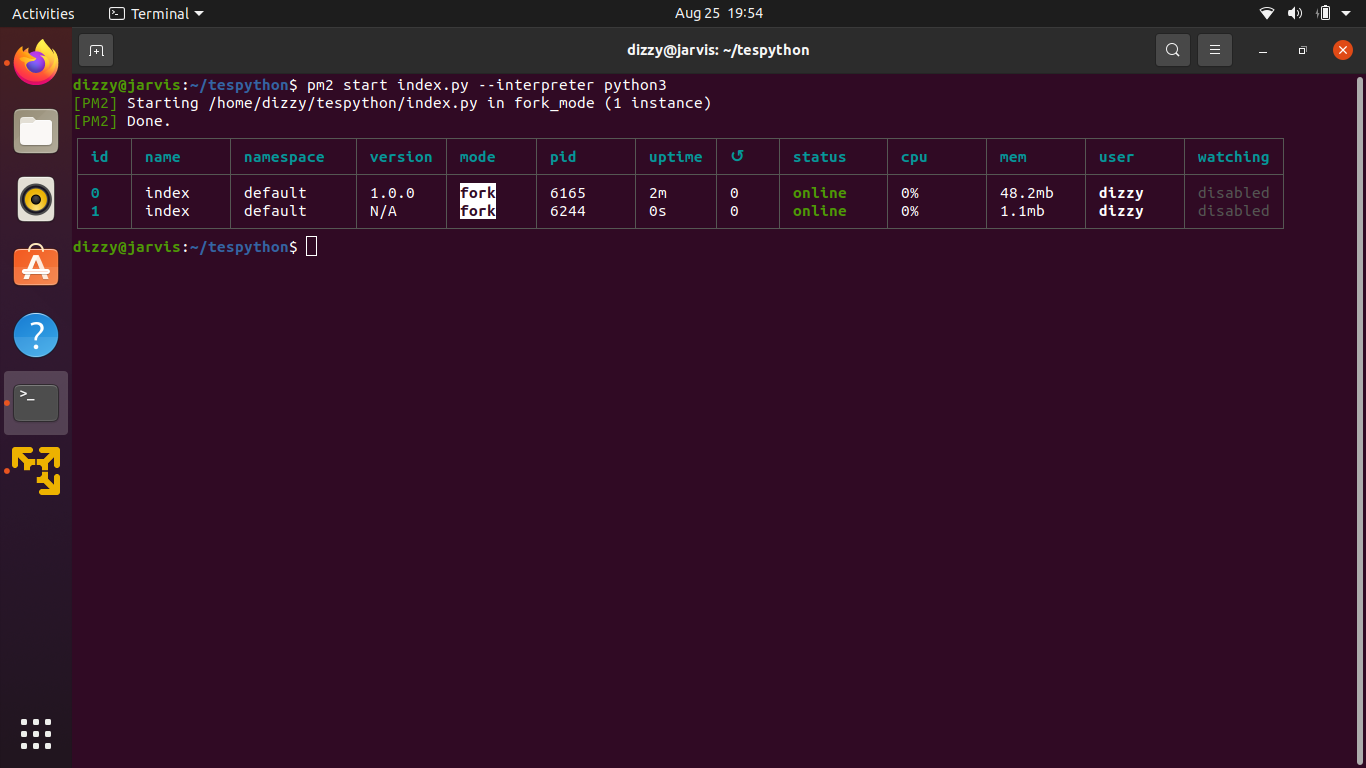 Activities Terminal Aug 25 19:54
dizzy@jarvis: ~/tespython
dizzy@jarvis:~/tespython$ pm2 start index.py --interpreter python3
[PM2] Starting /home/dizzy/tespython/index.py in fork_mode (1 instance)
[PM2] Done.
id name namespace version mode pid uptime ↺ status cpu mem user watching
0 index default 1.0.0 fork 6165 2m 0 online 0% 48.2mb dizzy disabled
1 index default N/A fork 6244 0s 0 online 0% 1.1mb dizzy disabled
dizzy@jarvis:~/tespython$